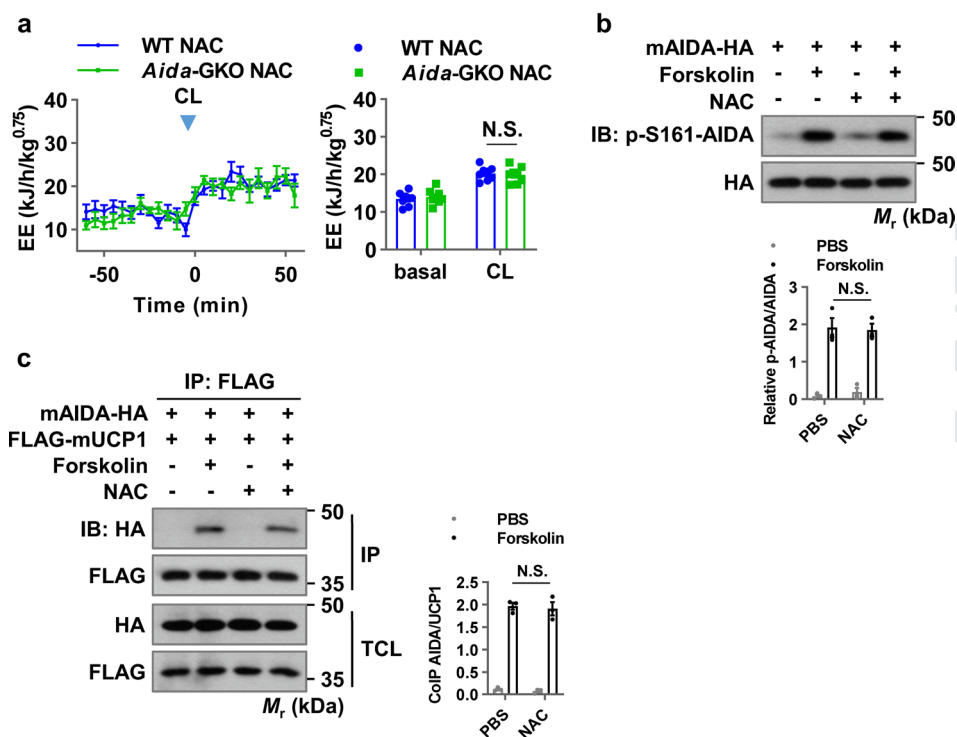 a
WT NAC
Aida-GKO NAC
CL
EE (kJ/h/kg^0.75)
40
30
20
10
-50 0 50
Time (min)
WT NAC
Aida-GKO NAC
N.S.
EE (kJ/h/kg^0.75)
40
30
20
10
0
basal CL
b
mAIDA-HA + + + +
Forskolin - + - +
NAC - - + +
IB: p-S161-AIDA
50
HA
50
Mr (kDa)
PBS
Forskolin
N.S.
Relative p-AIDA/AIDA
3
2
1
0
PBS NAC
c
IP: FLAG
mAIDA-HA + + + +
FLAG-mUCP1 + + + +
Forskolin - + - +
NAC - - + +
IB: HA
50
FLAG
35
IP
HA
50
FLAG
35
TCL
Mr (kDa)
PBS
Forskolin
N.S.
CoIP AIDA/UCP1
2.5
2.0
1.5
1.0
0.5
0.0
PBS NAC